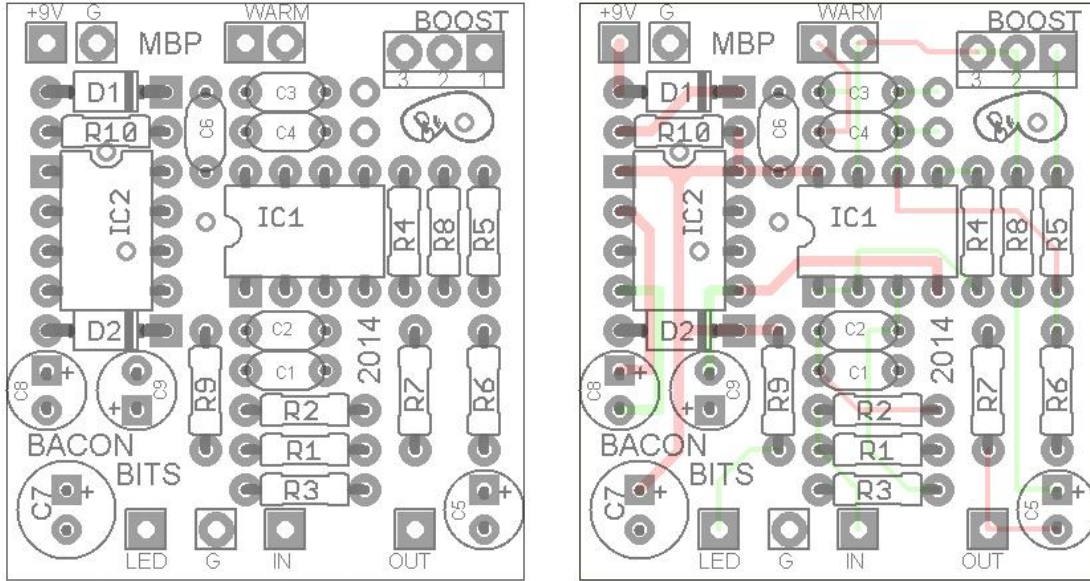 +9V G WARM BOOST
MBP
3 2 1
D1 C3
R10 C6 C4
IC2 IC1 R4 R8 R5
D2 C2 2014
C8 + C9 + R9 C1 R7 R6
R2
BACON R1
BITS
C7 + R3 C5 +
LED G IN OUT
+9V G WARM BOOST
MBP
3 2 1
D1 C3
R10 C6 C4
IC2 IC1 R4 R8 R5
D2 C2 2014
C8 + C9 + R9 C1 R7 R6
R2
BACON R1
BITS
C7 + R3 C5 +
LED G IN OUT